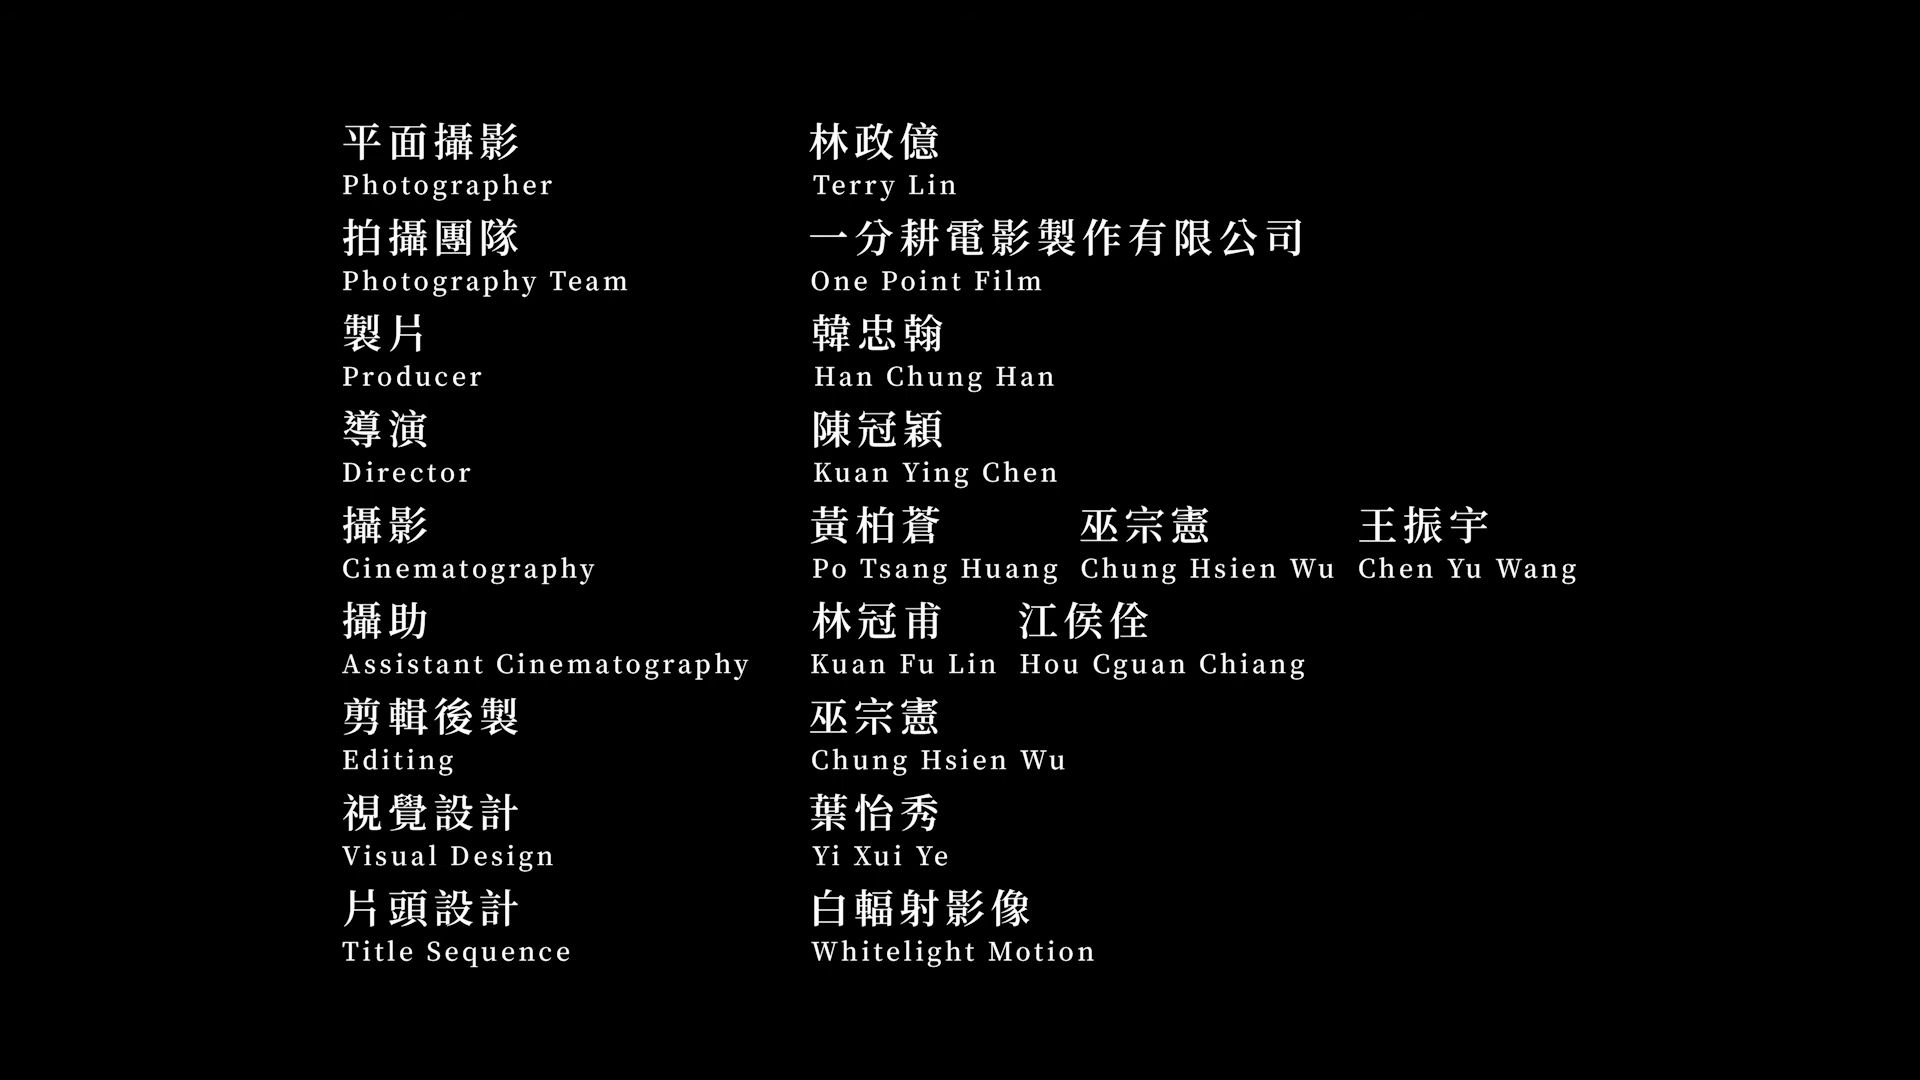 平面攝影 林政億
Photographer Terry Lin
拍攝團隊 一分耕電影製作有限公司
Photography Team One Point Film
製片 韓忠翰
Producer Han Chung Han
導演 陳冠穎
Director Kuan Ying Chen
攝影 黃柏蒼 巫宗憲 王振宇
Cinematography Po Tsang Huang Chung Hsien Wu Chen Yu Wang
攝助 林冠甫 江侯佺
Assistant Cinematography Kuan Fu Lin Hou Cguan Chiang
剪輯後製 巫宗憲
Editing Chung Hsien Wu
視覺設計 葉怡秀
Visual Design Yi Xui Ye
片頭設計 白輻射影像
Title Sequence Whitelight Motion